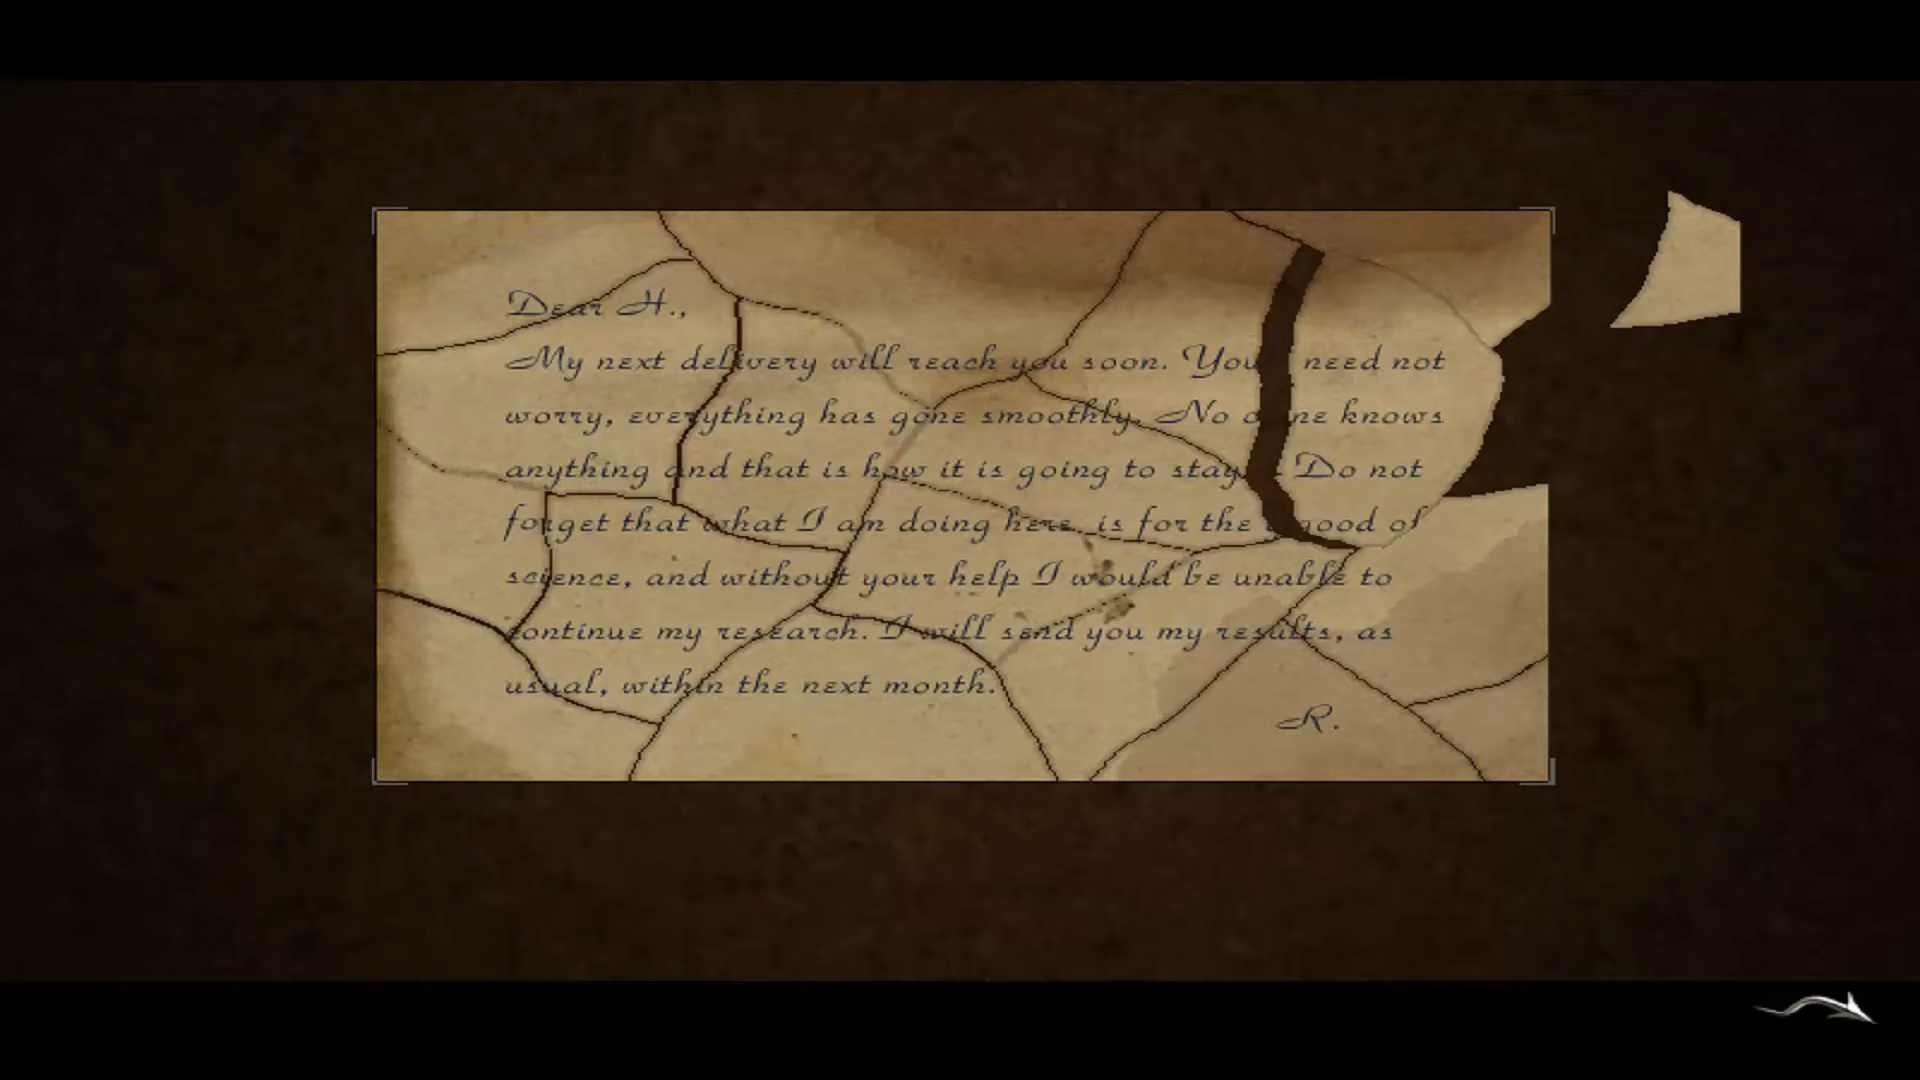 Dear H.,
My next delivery will reach you soon. You need not
worry, everything has gone smoothly. No one knows
anything and that is how it is going to stay. Do not
forget that what I am doing here is for the good of
science, and without your help I would be unable to
continue my research. I will send you my results, as
usual, within the next month.
R.